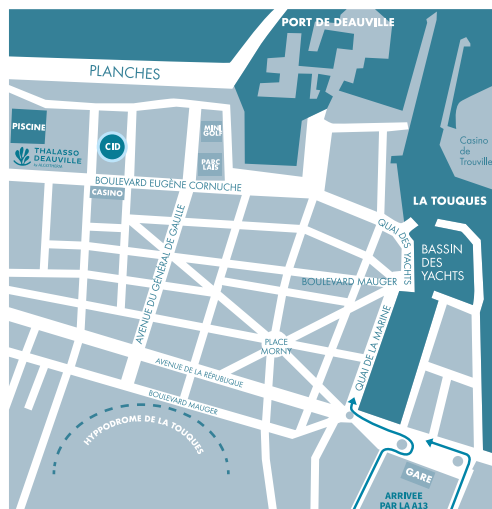 PORT DE DEAUVILLE
PLANCHES
PISCINE
MINI
GOLF
CID
THALASSO
DEAUVILLE
PARC
LAIS
Casino
de
Trouville
BOULEVARD EUGÈNE CORNUCHE
CASINO
LA TOUQUES
AVENUE DU GÉNÉRAL DE GAULLE
QUAI DES YACHTS
BASSIN
DES
YACHTS
BOULEVARD MAUGER
QUAI DE LA MARINE
PLACE
MORNY
AVENUE DE LA RÉPUBLIQUE
BOULEVARD MAUGER
HYPPODROME DE LA TOUQUES
GARE
ARRIVEE
PAR LA A13